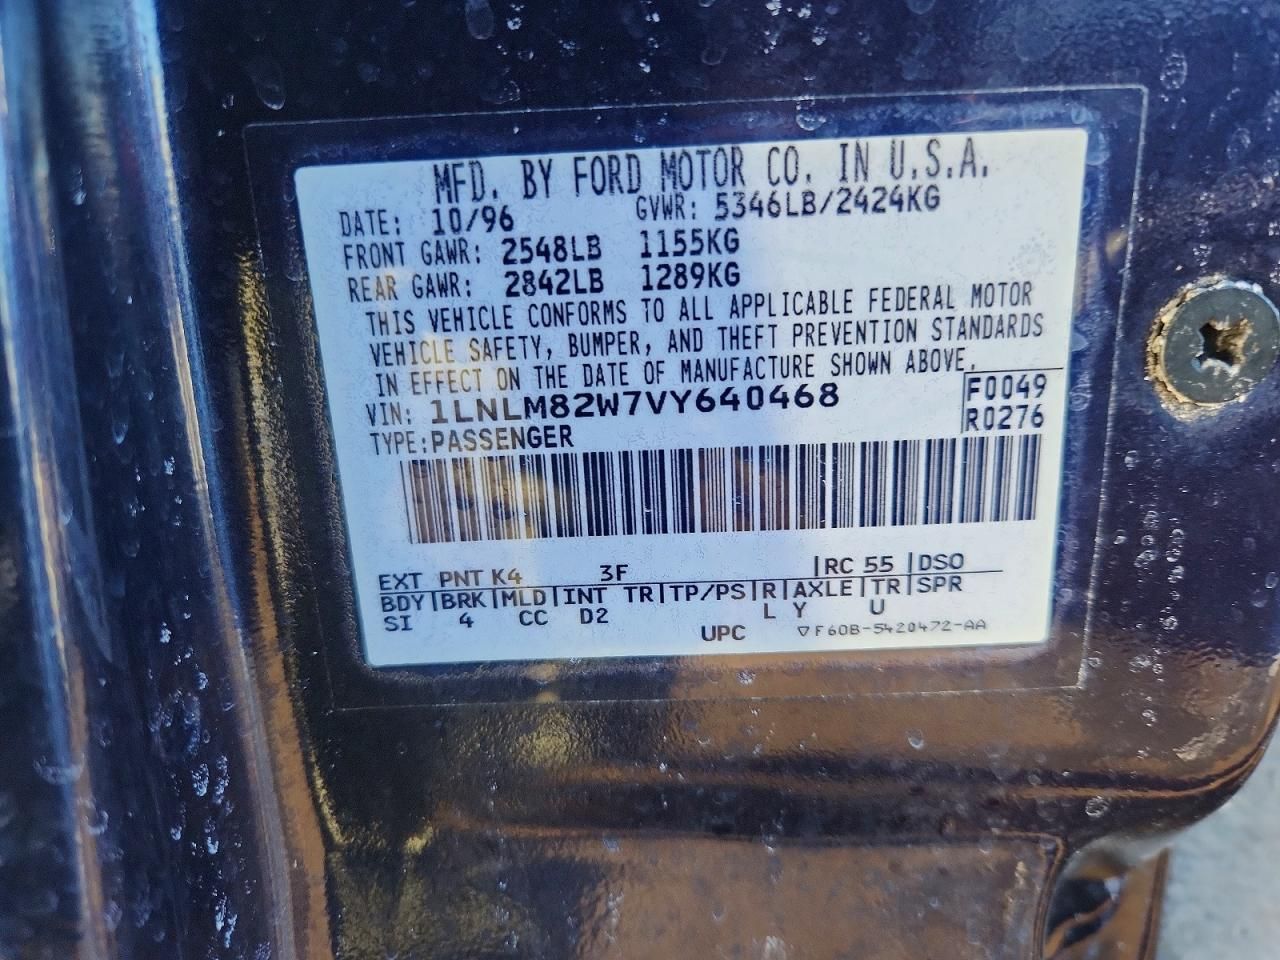 MFD. BY FORD MOTOR CO. IN U.S.A.
DATE: 10/96 GVWR: 5346LB/2424KG
FRONT GAWR: 2548LB 1155KG
REAR GAWR: 2842LB 1289KG
THIS VEHICLE CONFORMS TO ALL APPLICABLE FEDERAL MOTOR
VEHICLE SAFETY, BUMPER, AND THEFT PREVENTION STANDARDS
IN EFFECT ON THE DATE OF MANUFACTURE SHOWN ABOVE.
VIN: 1LNLM82W7VY640468 F0049
TYPE: PASSENGER R0276
EXT PNT K4 3F |RC 55 |DSO
BDY|BRK|MLD|INT TR|TP/PS|R|AXLE|TR|SPR
SI 4 CC D2 L Y U
UPC ▽F60B-5420472-AA